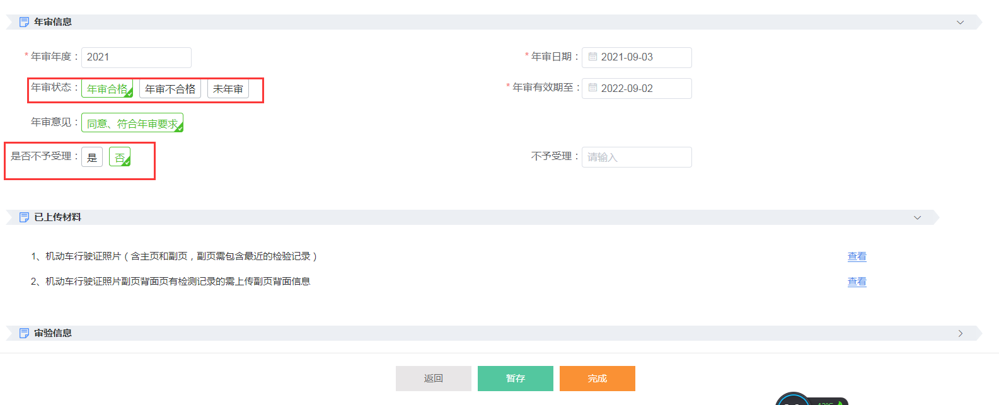 年审信息
* 年审年度： 2021
* 年审日期： 2021-09-03
年审状态： 年审合格 年审不合格 未年审
* 年审有效期至： 2022-09-02
年审意见： 同意、符合年审要求
是否不予受理： 是 否
不予受理： 请输入
已上传材料
1、机动车行驶证照片（含主页和副页，副页需包含最近的检验记录） 查看
2、机动车行驶证照片副页背面页有检测记录的需上传副页背面信息 查看
审验信息
返回 暂存 完成